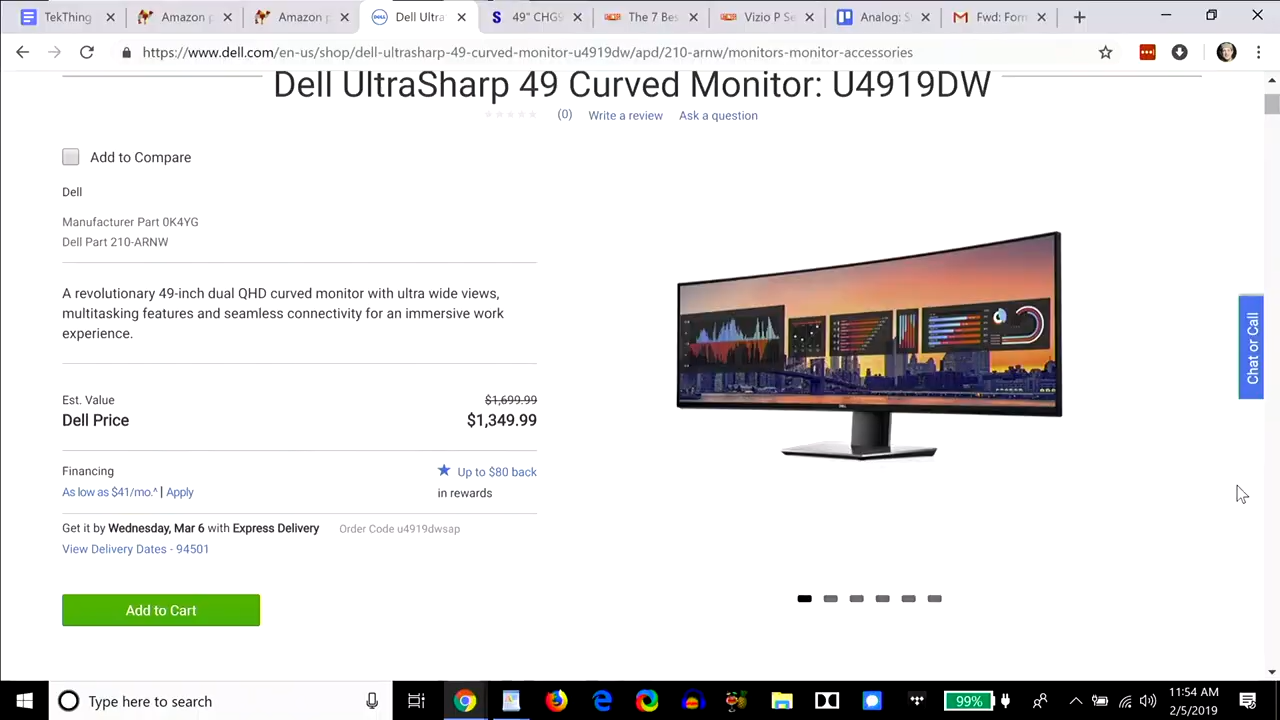 TekThing
Amazon p
Amazon p
Dell Ultra
49" CHG9
The 7 Bes
Vizio P Se
Analog: S
Fwd: Forn
https://www.dell.com/en-us/shop/dell-ultrasharp-49-curved-monitor-u4919dw/apd/210-arnw/monitors-monitor-accessories
Dell UltraSharp 49 Curved Monitor: U4919DW
(0) Write a review Ask a question
Add to Compare
Dell
Manufacturer Part 0K4YG
Dell Part 210-ARNW
A revolutionary 49-inch dual QHD curved monitor with ultra wide views,
multitasking features and seamless connectivity for an immersive work
experience.
Est. Value $1,699.99
Dell Price $1,349.99
Financing
Up to $80 back
As low as $41/mo.^ | Apply
in rewards
Get it by Wednesday, Mar 6 with Express Delivery Order Code u4919dwsap
View Delivery Dates - 94501
Add to Cart
Chat or Call
Type here to search
99%
11:54 AM
2/5/2019